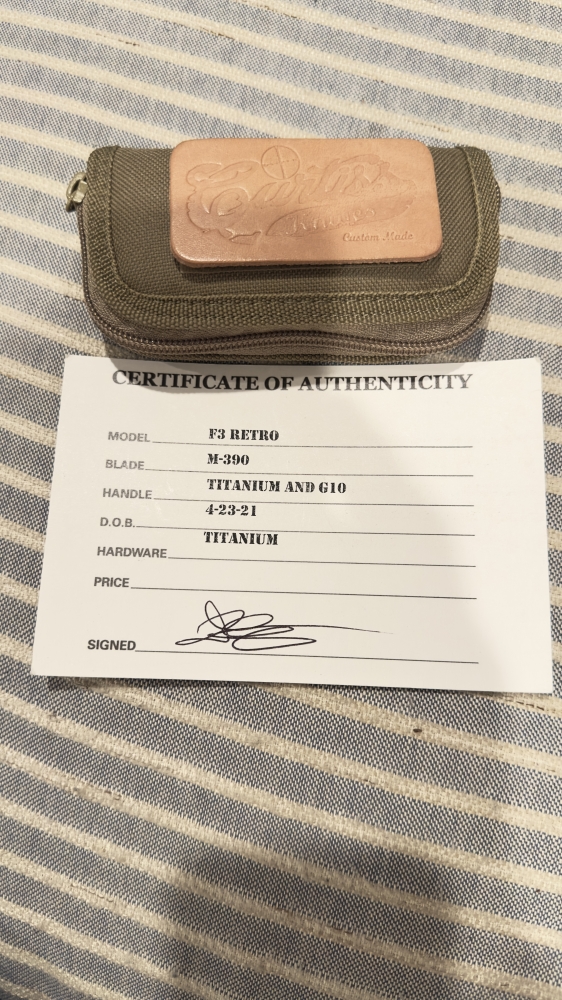 Curtiss
Knives
Custom Made
CERTIFICATE OF AUTHENTICITY
MODEL F3 RETRO
BLADE M-390
HANDLE TITANIUM AND G10
D.O.B. 4-23-21
HARDWARE TITANIUM
PRICE
SIGNED